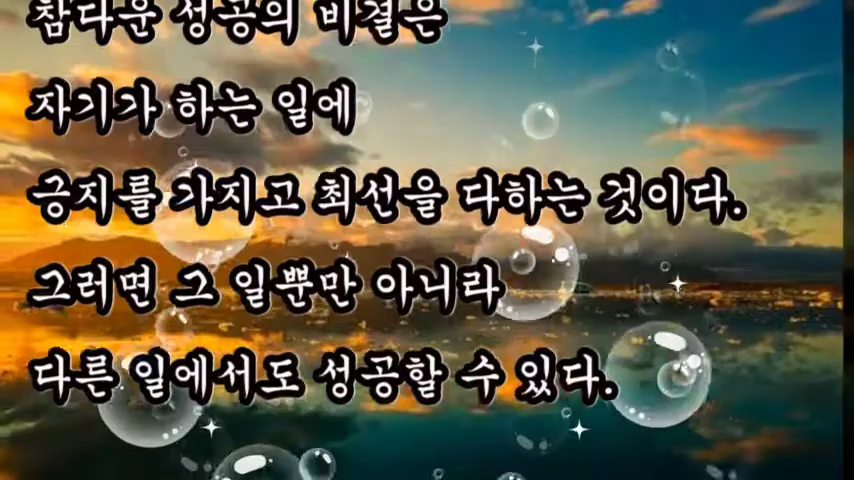 참다운 성공의 비결은
자기가 하는 일에
긍지를 가지고 최선을 다하는 것이다.
그러면 그 일뿐만 아니라
다른 일에서도 성공할 수 있다.